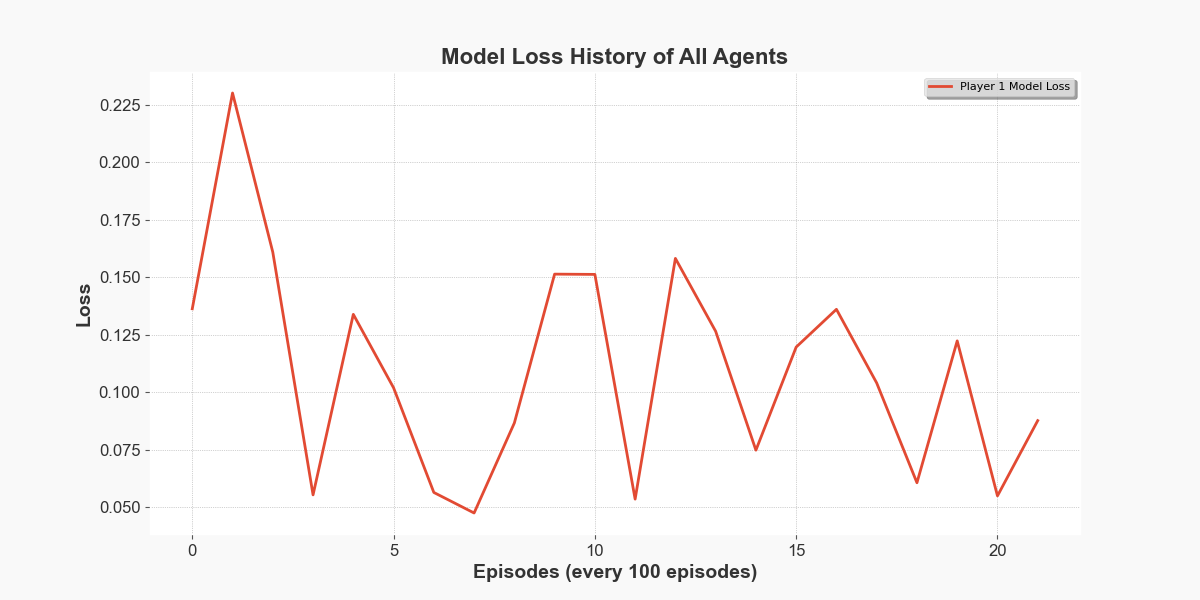 Model Loss History of All Agents
Player 1 Model Loss
0.225
0.200
0.175
0.150
0.125
0.100
0.075
0.050
Loss
0 5 10 15 20
Episodes (every 100 episodes)